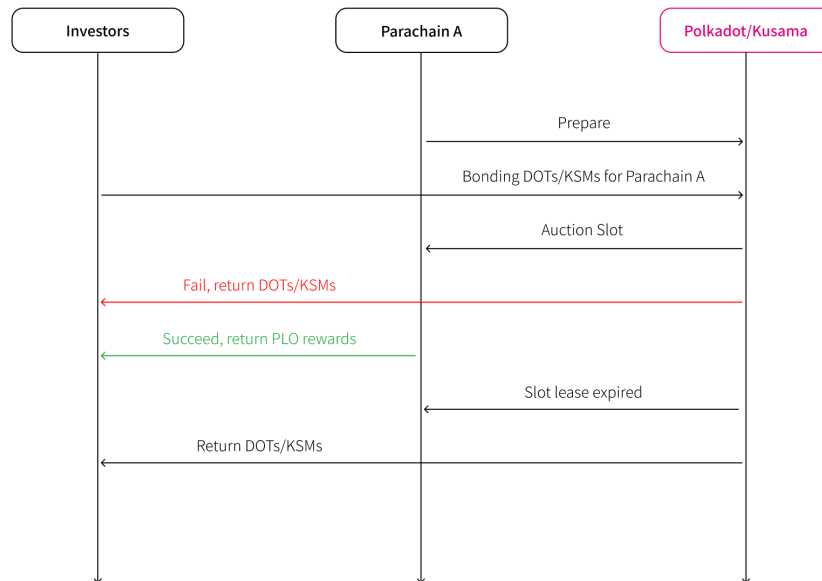 Investors
Parachain A
Polkadot/Kusama
Prepare
Bonding DOTs/KSMs for Parachain A
Auction Slot
Fail, return DOTs/KSMs
Succeed, return PLO rewards
Slot lease expired
Return DOTs/KSMs